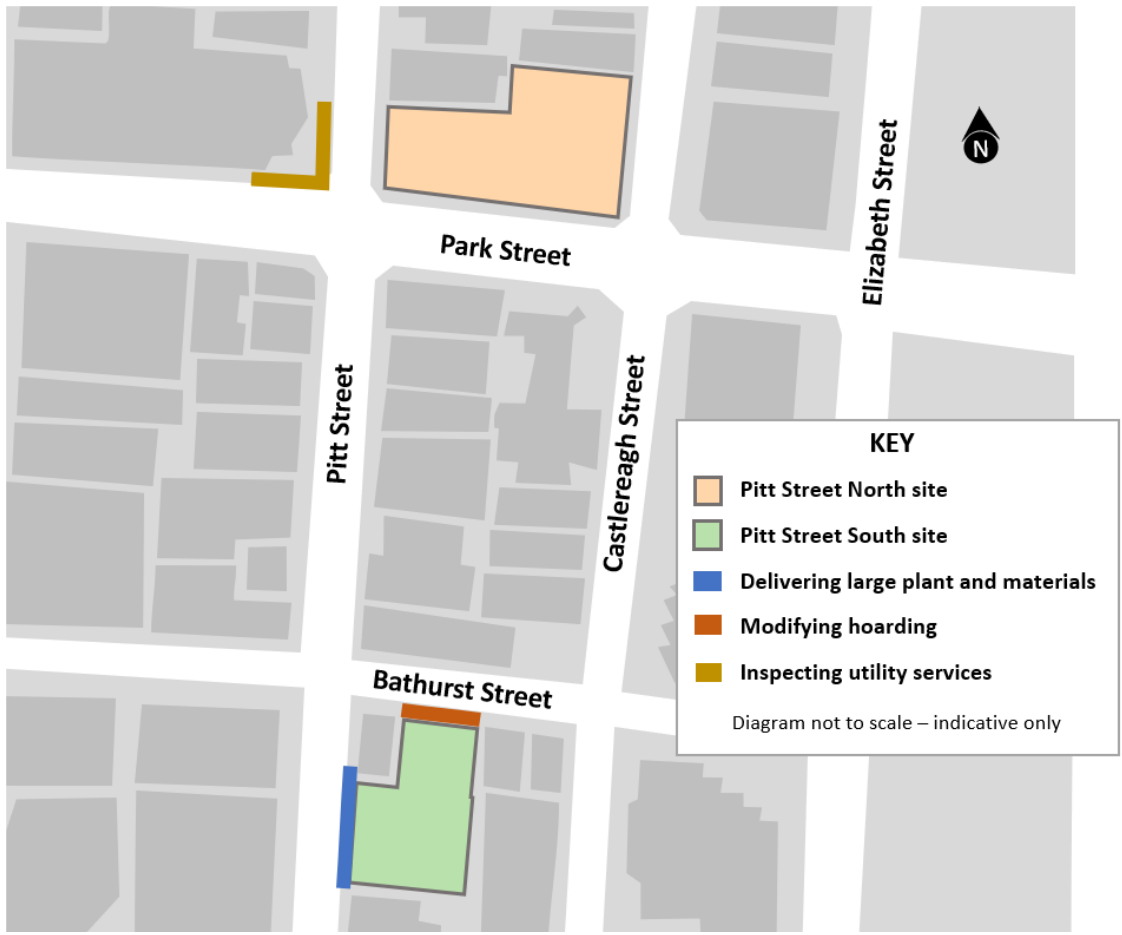 N
Elizabeth Street
Park Street
Pitt Street
Castlereagh Street
KEY
Pitt Street North site
Pitt Street South site
Delivering large plant and materials
Modifying hoarding
Inspecting utility services
Diagram not to scale – indicative only
Bathurst Street